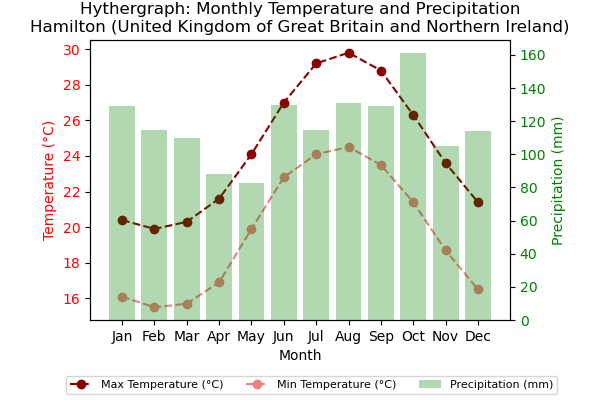 Hythergraph: Monthly Temperature and Precipitation
Hamilton (United Kingdom of Great Britain and Northern Ireland)
30
28
26
24
22
20
18
16
Temperature (°C)
160
140
120
100
80
60
40
20
0
Precipitation (mm)
Jan Feb Mar Apr May Jun Jul Aug Sep Oct Nov Dec
Month
Max Temperature (°C) Min Temperature (°C) Precipitation (mm)